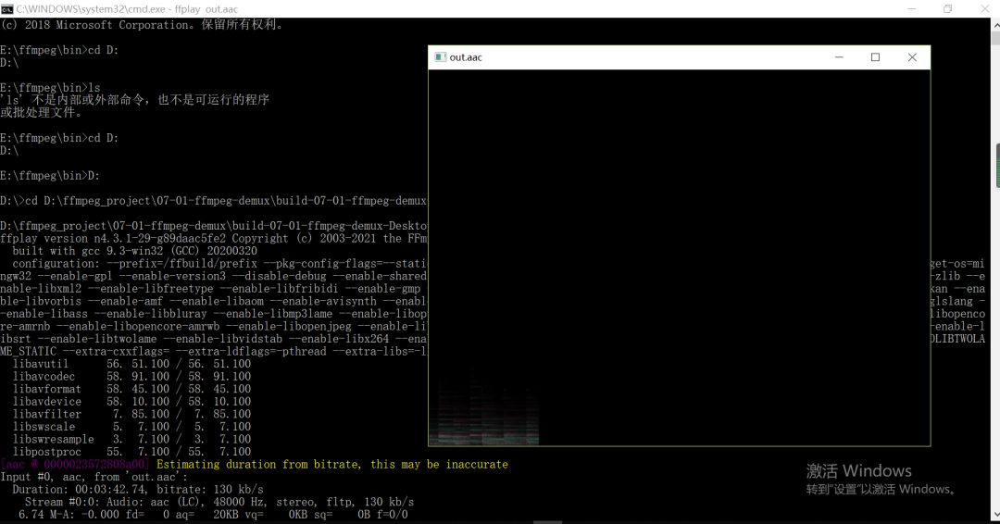 C:\WINDOWS\system32\cmd.exe - ffplay  out.aac
(c) 2018 Microsoft Corporation。保留所有权利。
E:\ffmpeg\bin>cd D:
D:\
E:\ffmpeg\bin>ls
'ls' 不是内部或外部命令，也不是可运行的程序
或批处理文件。
E:\ffmpeg\bin>cd D:
D:\
E:\ffmpeg\bin>D:
D:\>cd D:\ffmpeg_project\07-01-ffmpeg-demux\build-07-01-ffmpeg-demux
D:\ffmpeg_project\07-01-ffmpeg-demux\build-07-01-ffmpeg-demux-Deskto
ffplay version n4.3.1-29-g89daac5fe2 Copyright (c) 2003-2021 the FFm
built with gcc 9.3-win32 (GCC) 20200320
configuration: --prefix=/ffbuild/prefix --pkg-config-flags=--stati get-os=mi
ngw32 --enable-gpl --enable-version3 --disable-debug --enable-shared -zlib --e
nable-libxml2 --enable-libfreetype --enable-libfribidi --enable-gmp kan --ena
ble-libvorbis --enable-amf --enable-libaom --enable-avisynth --enab glslang -
-enable-libass --enable-libbluray --enable-libmp3lame --enable-libop libopenco
re-amrnb --enable-libopencore-amrwb --enable-libopenjpeg --enable-li -enable-l
ibsrt --enable-libtwolame --enable-libvidstab --enable-libx264 --ena DLIBTWOLA
ME_STATIC --extra-cxxflags= --extra-ldflags=-pthread --extra-libs=-l
libavutil      56. 51.100 / 56. 51.100
libavcodec     58. 91.100 / 58. 91.100
libavformat    58. 45.100 / 58. 45.100
libavdevice    58. 10.100 / 58. 10.100
libavfilter     7. 85.100 /  7. 85.100
libswscale      5.  7.100 /  5.  7.100
libswresample   3.  7.100 /  3.  7.100
libpostproc    55.  7.100 / 55.  7.100
[aac @ 0000023572808a00] Estimating duration from bitrate, this may be inaccurate
Input #0, aac, from 'out.aac':
Duration: 00:03:42.74, bitrate: 130 kb/s
Stream #0:0: Audio: aac (LC), 48000 Hz, stereo, fltp, 130 kb/s
6.74 M-A: -0.000 fd=   0 aq=   20KB vq=    0KB sq=    0B f=0/0
out.aac
激活 Windows
转到"设置"以激活 Windows。